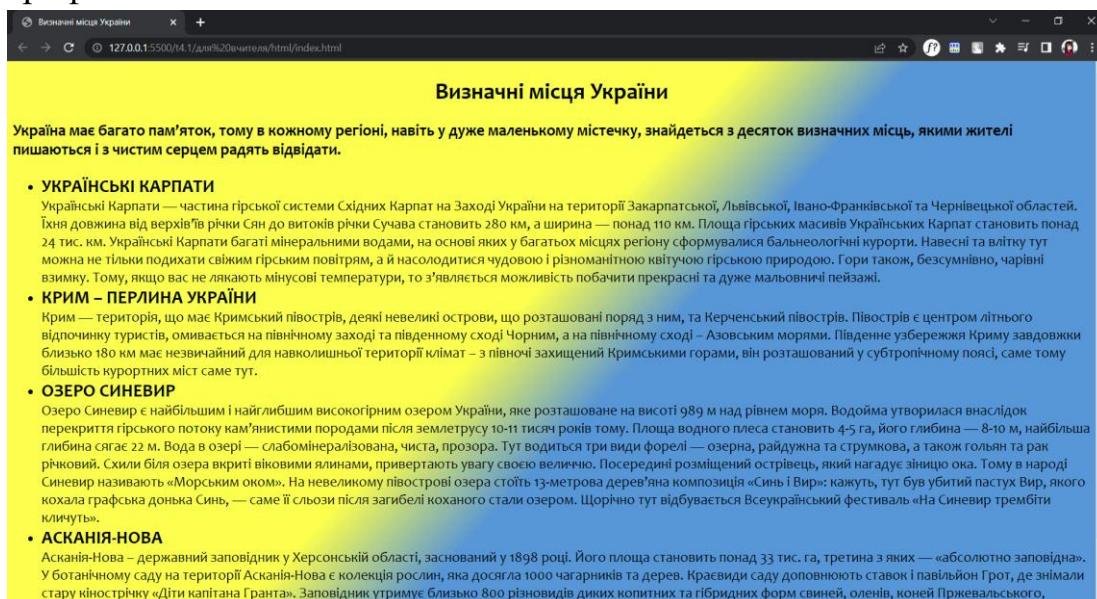 Визначні місця України
127.0.0.1:5500/t4.1/для%20вчителя/html/index.html
Визначні місця України
Україна має багато пам’яток, тому в кожному регіоні, навіть у дуже маленькому містечку, знайдеться з десяток визначних місць, якими жителі
пишаються і з чистим серцем радять відвідати.
• УКРАЇНСЬКІ КАРПАТИ
Українські Карпати — частина гірської системи Східних Карпат на Заході України на території Закарпатської, Львівської, Івано-Франківської та Чернівецької областей.
Їхня довжина від верхів’їв річки Сян до витоків річки Сучава становить 280 км, а ширина — понад 110 км. Площа гірських масивів Українських Карпат становить понад
24 тис. км. Українські Карпати багаті мінеральними водами, на основі яких у багатьох місцях регіону сформувалися бальнеологічні курорти. Навесні та влітку тут
можна не тільки подихати свіжим гірським повітрям, а й насолодитися чудовою і різноманітною квітучою гірською природою. Гори також, безсумнівно, чарівні
взимку. Тому, якщо вас не лякають мінусові температури, то з’являється можливість побачити прекрасні та дуже мальовничі пейзажі.
• КРИМ – ПЕРЛИНА УКРАЇНИ
Крим — територія, що має Кримський півострів, деякі невеликі острови, що розташовані поряд з ним, та Керченський півострів. Півострів є центром літнього
відпочинку туристів, омивається на північному заході та південному сході Чорним, а на північному сході – Азовським морями. Південне узбережжя Криму завдовжки
близько 180 км має незвичайний для навколишньої території клімат – з півночі захищений Кримськими горами, він розташований у субтропічному поясі, саме тому
більшість курортних міст саме тут.
• ОЗЕРО СИНЕВИР
Озеро Синевир є найбільшим і найглибшим високогірним озером України, яке розташоване на висоті 989 м над рівнем моря. Водойма утворилася внаслідок
перекриття гірського потоку кам’янистими породами після землетрусу 10-11 тисяч років тому. Площа водного плеса становить 4-5 га, його глибина — 8-10 м, найбільша
глибина сягає 22 м. Вода в озері — слабомінералізована, чиста, прозора. Тут водиться три види форелі — озерна, райдужна та струмкова, а також гольян та рак
річковий. Схили біля озера вкриті віковими ялинами, привертають увагу своєю величчю. Посередині розміщений острівець, який нагадує зіницю ока. Тому в народі
Синевир називають «Морським оком». На невеликому півострові озера стоїть 13-метрова дерев’яна композиція «Синь і Вир»: кажуть, тут був убитий пастух Вир, якого
кохала графська донька Синь, — саме її сльози після загибелі коханого стали озером. Щорічно тут відбувається Всеукраїнський фестиваль «На Синевир трембіти
кличуть».
• АСКАНІЯ-НОВА
Асканія-Нова – державний заповідник у Херсонській області, заснований у 1898 році. Його площа становить понад 33 тис. га, третина з яких — «абсолютно заповідна».
У ботанічному саду на території Асканія-Нова є колекція рослин, яка досягла 1000 чагарників та дерев. Краєвиди саду доповнюють ставок і павільйон Грот, де знімали
стару кінострічку «Діти капітана Гранта». Заповідник утримує близько 800 різновидів диких копитних та гібридних форм свиней, оленів, коней Пржевальського,